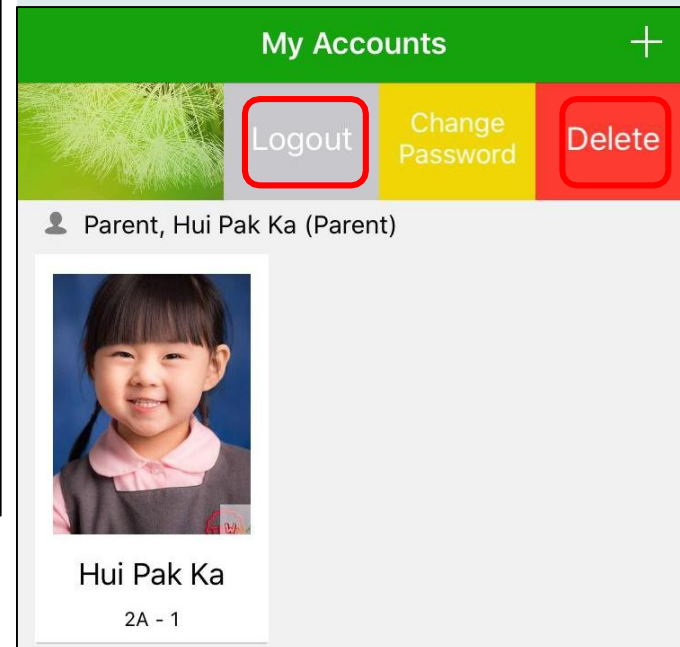 My Accounts
Logout
Change
Password
Delete
Parent, Hui Pak Ka (Parent)
Hui Pak Ka
2A - 1